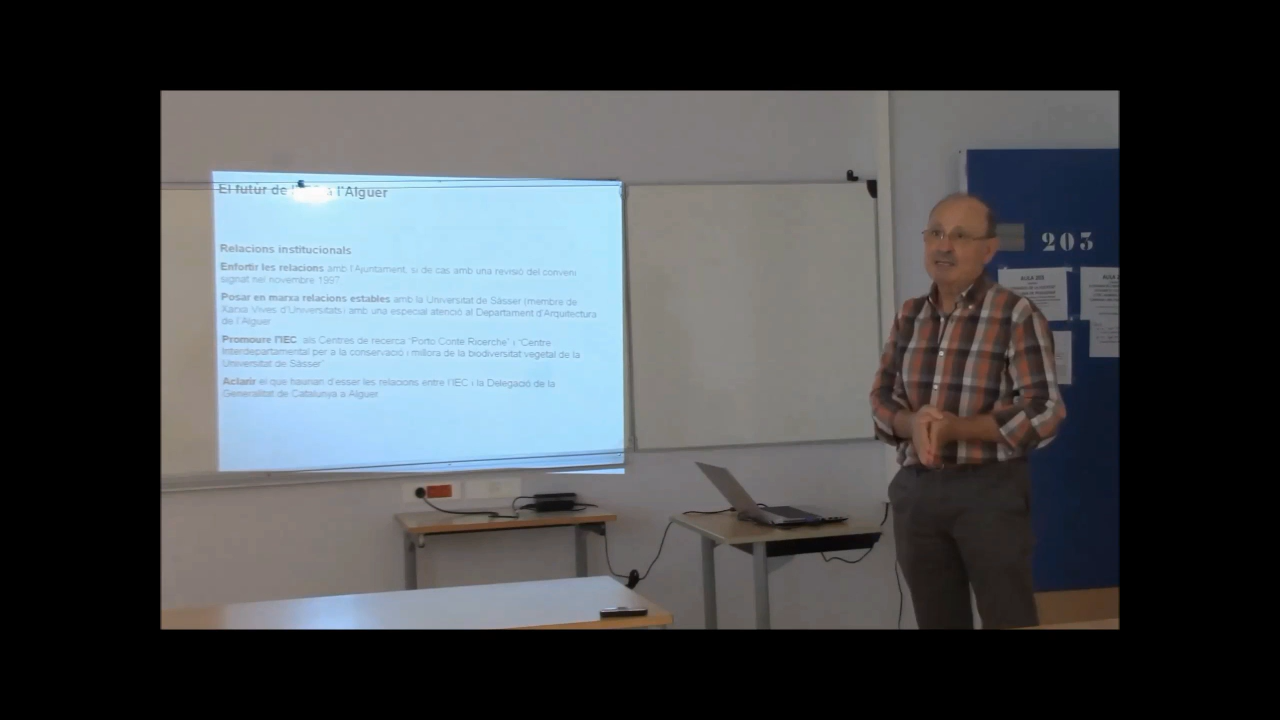 El futur de l'Alguer
Relacions institucionals
Enfortir les relacions amb l'Ajuntament, si de cas amb una revisió del conveni
signat nel novembre 1997
Posar en marxa relacions estables amb la Universitat de Sàsser (membre de
Xarxa Vives d'Universitats i amb una especial atenció al Departament d'Arquitectura
de l'Alguer
Promoure l'IEC als Centres de recerca "Porto Conte Ricerche" i "Centre
Interdepartamental per a la conservació i millora de la biodiversitat vegetal de la
Universitat de Sàsser"
Aclarir el que haurian d'esser les relacions entre l'IEC i la Delegació de la
Generalitat de Catalunya a Alguer
203
AULA 203
AULA